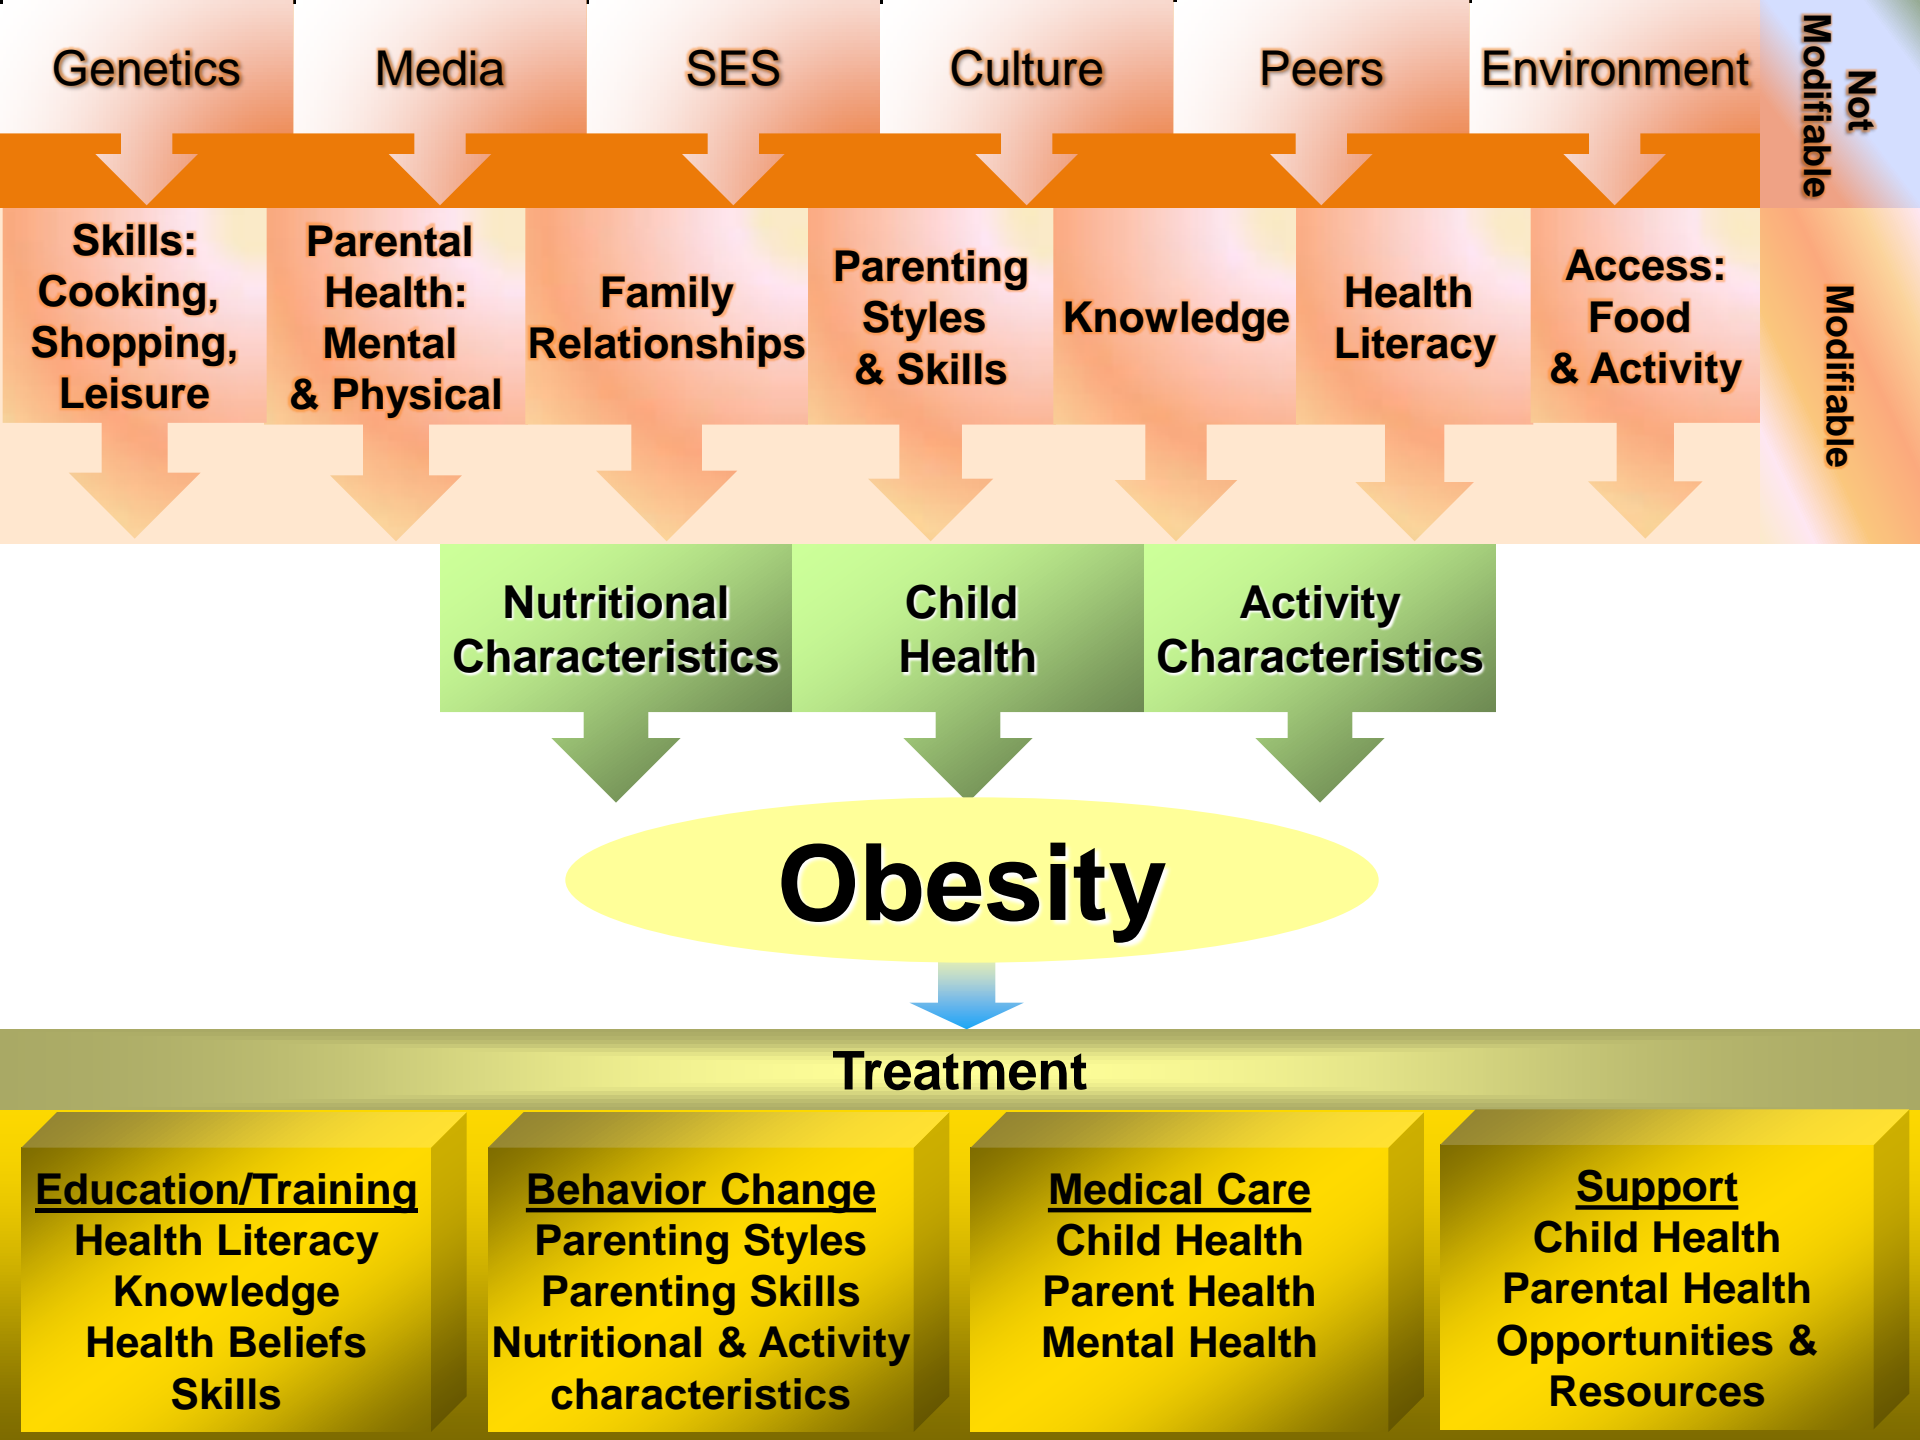 Genetics
Media
SES
Culture
Peers
Environment
Not
Modifiable
Skills:
Cooking,
Shopping,
Leisure
Parental
Health:
Mental
& Physical
Family
Relationships
Parenting
Styles
& Skills
Knowledge
Health
Literacy
Access:
Food
& Activity
Modifiable
Nutritional
Characteristics
Child
Health
Activity
Characteristics
Obesity
Treatment
Education/Training
Health Literacy
Knowledge
Health Beliefs
Skills
Behavior Change
Parenting Styles
Parenting Skills
Nutritional & Activity
characteristics
Medical Care
Child Health
Parent Health
Mental Health
Support
Child Health
Parental Health
Opportunities &
Resources